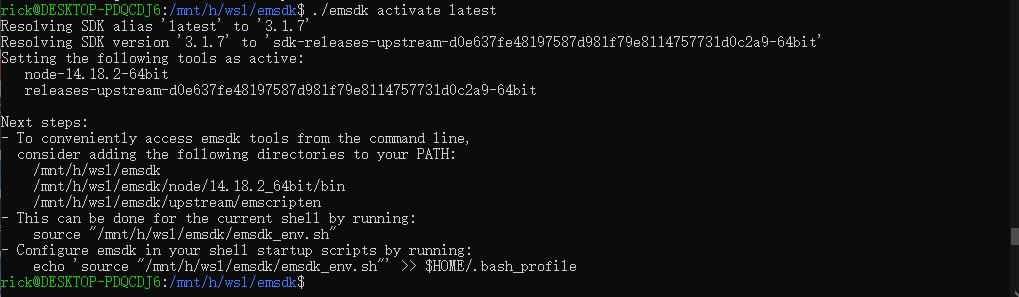 rick@DESKTOP-PDQCDJ6:/mnt/h/wsl/emsdk$ ./emsdk activate latest
Resolving SDK alias 'latest' to '3.1.7'
Resolving SDK version '3.1.7' to 'sdk-releases-upstream-d0e637fe48197587d981f79e8114757731d0c2a9-64bit'
Setting the following tools as active:
   node-14.18.2-64bit
   releases-upstream-d0e637fe48197587d981f79e8114757731d0c2a9-64bit

Next steps:
- To conveniently access emsdk tools from the command line,
  consider adding the following directories to your PATH:
    /mnt/h/wsl/emsdk
    /mnt/h/wsl/emsdk/node/14.18.2_64bit/bin
    /mnt/h/wsl/emsdk/upstream/emscripten
- This can be done for the current shell by running:
    source "/mnt/h/wsl/emsdk/emsdk_env.sh"
- Configure emsdk in your shell startup scripts by running:
    echo 'source "/mnt/h/wsl/emsdk/emsdk_env.sh"' >> $HOME/.bash_profile
rick@DESKTOP-PDQCDJ6:/mnt/h/wsl/emsdk$